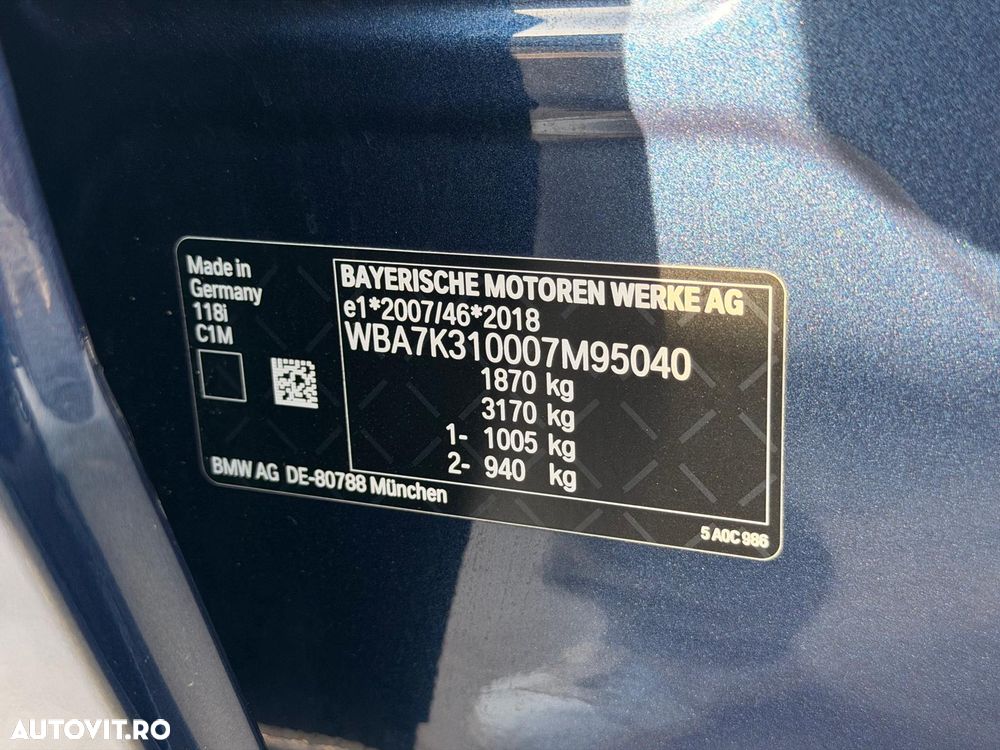 Made in
Germany
118i
C1M
BAYERISCHE MOTOREN WERKE AG
e1*2007/46*2018
WBA7K310007M95040
1870 kg
3170 kg
1- 1005 kg
2- 940 kg
BMW AG DE-80788 München
5 A0C 986
AUTOVIT.RO